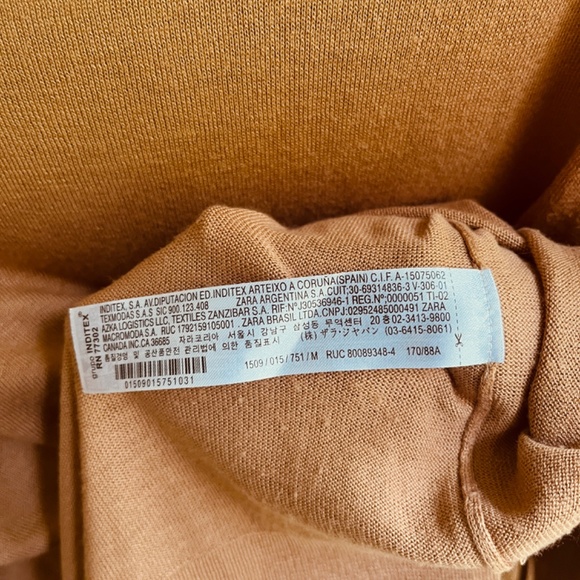 grupo INDITEX
RN 77302
INDITEX, S.A. AV.DIPUTACION ED.INDITEX ARTEIXO A CORUÑA(SPAIN) C.I.F. A-15075062
TEXMODAS S.A.S SIC 900.123.408 ZARA ARGENTINA S.A.CUIT:30-69314836-3 V-306-01
AZKA LOGISTICS LLC, TEXTILES ZANZIBAR S.A. RIF:NºJ30536946-1 REG.Nº:0000051 TI-02
MACROMODA S.A. RUC 1792159105001 ZARA BRASIL LTDA.CNPJ:02952485000491 ZARA
CANADA INC.CA 36685 자라코리아 서울시 강남구 삼성동 무역센타 20층 02-3413-9800
품질경영 및 공산품안전 관리법에 의한 품질표시 (株) ザラ・ジャパン (03-6415-8061)
1509 / 015 / 751 / M RUC 80089348-4 170/88A
01509015751031